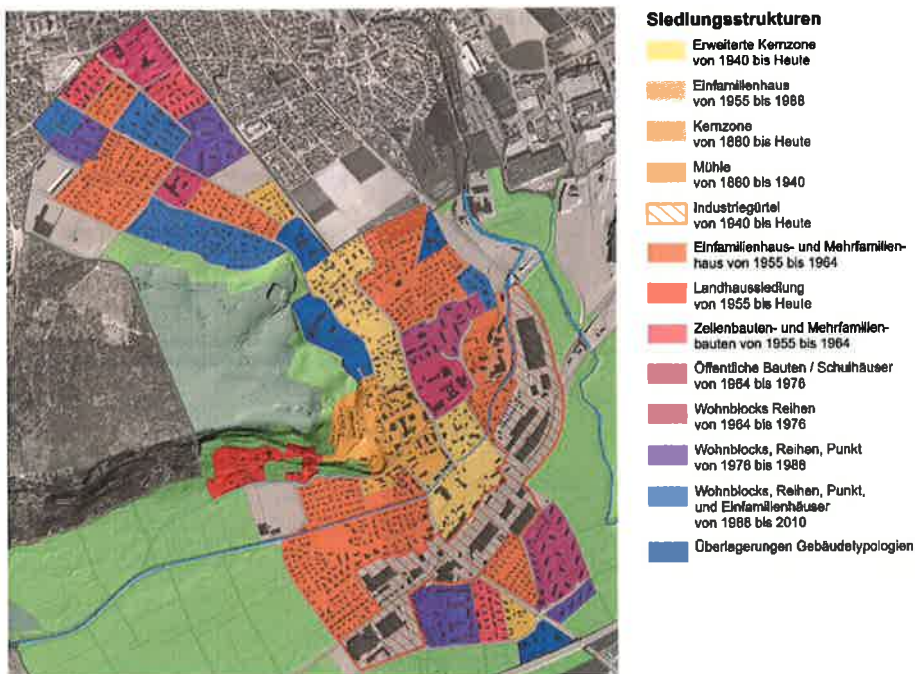 Siedlungsstrukturen
Erweiterte Kernzone
von 1940 bis Heute
Einfamilienhaus
von 1955 bis 1988
Kernzone
von 1880 bis Heute
Mühle
von 1860 bis 1940
Industriegürtel
von 1940 bis Heute
Einfamilienhaus- und Mehrfamilien-
haus von 1955 bis 1964
Landhaussiedlung
von 1955 bis Heute
Zeilenbauten- und Mehrfamilien-
bauten von 1955 bis 1964
Öffentliche Bauten / Schulhäuser
von 1964 bis 1976
Wohnblocks Reihen
von 1964 bis 1976
Wohnblocks, Reihen, Punkt
von 1976 bis 1988
Wohnblocks, Reihen, Punkt,
und Einfamilienhäuser
von 1988 bis 2010
Überlagerungen Gebäudetypologien